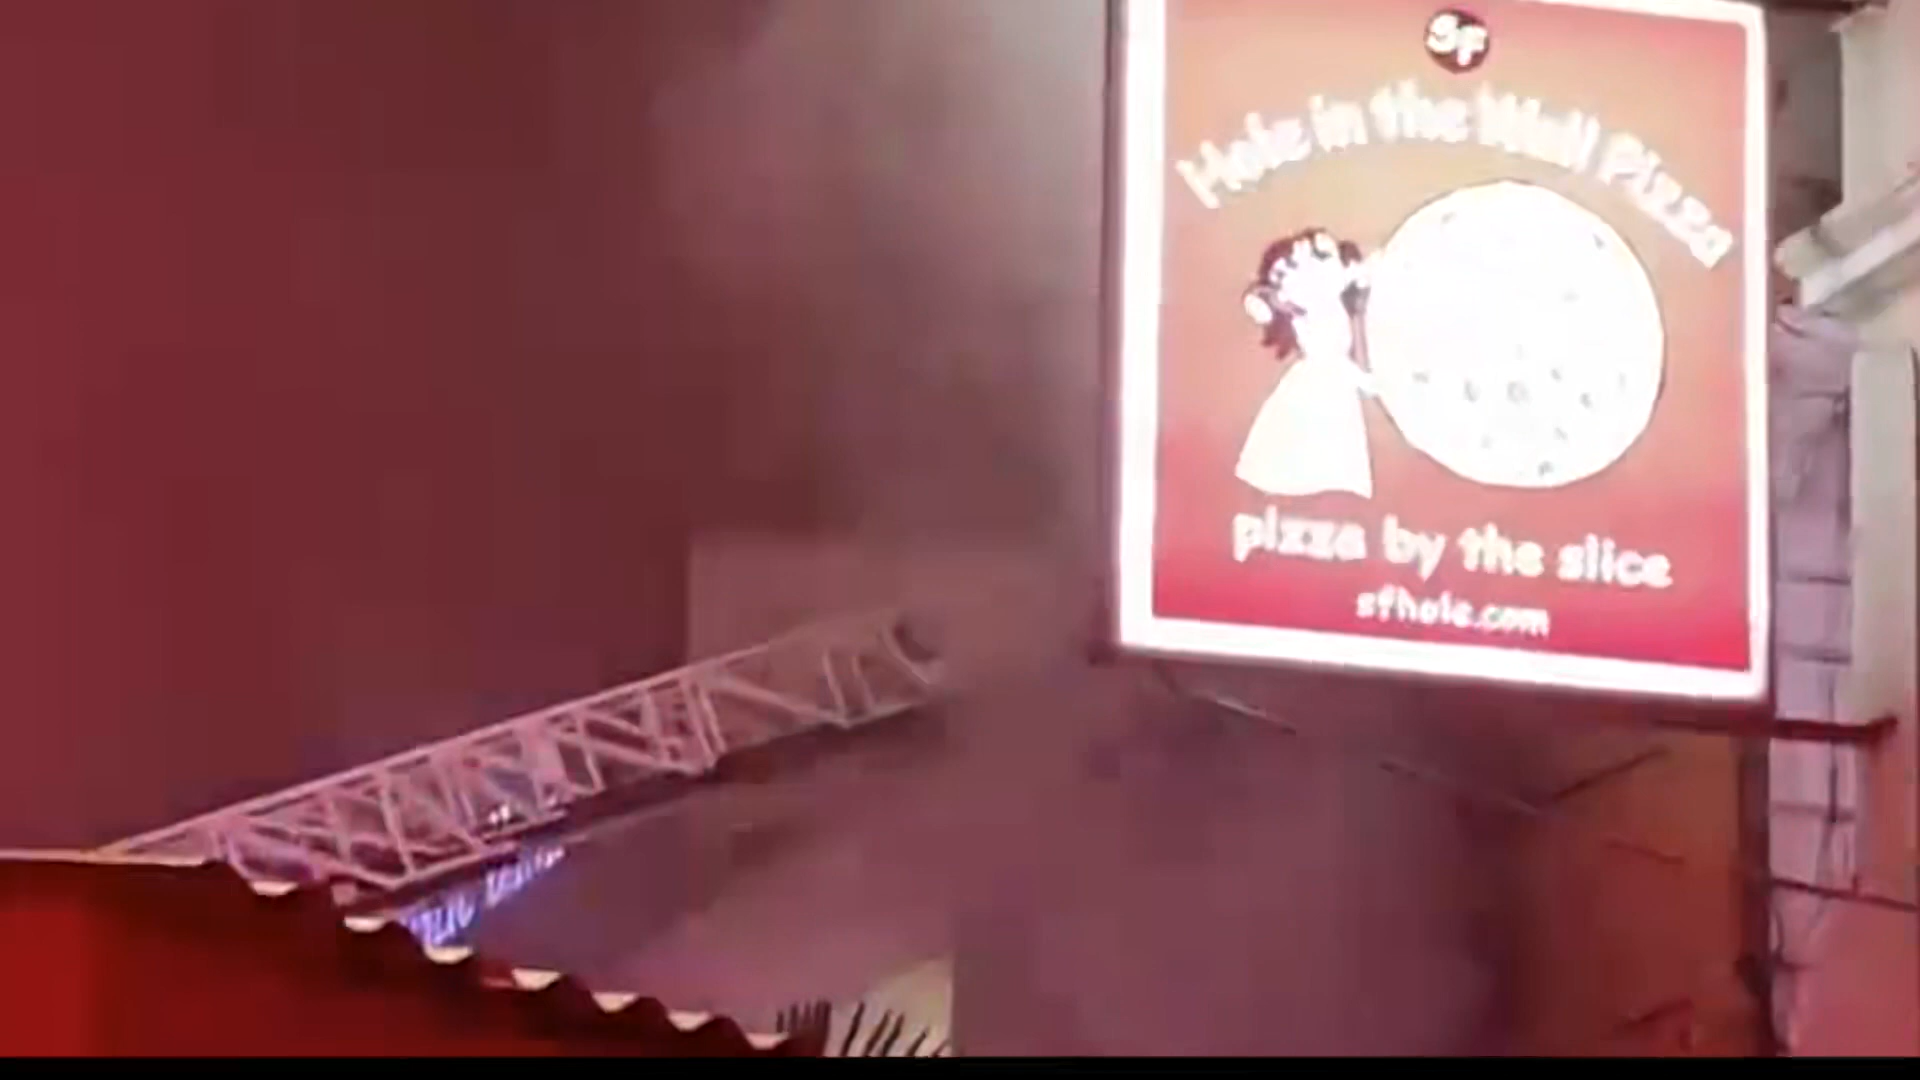 SF
Hole in the Wall Pizza
pizza by the slice
sfhole.com